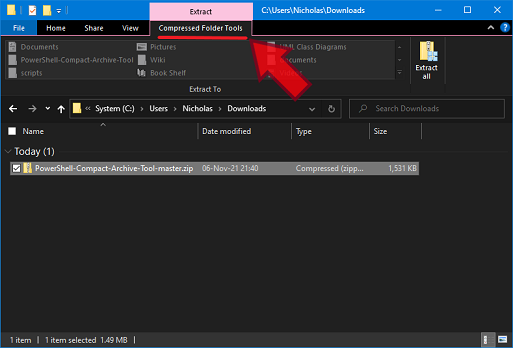 Extract
C:\Users\Nicholas\Downloads
File
Home
Share
View
Compressed Folder Tools
Documents
Pictures
UML Class Diagrams
PowerShell-Compact-Archive-Tool
Wiki
Documents
scripts
Book Shelf
Extract To
Extract
all
System (C:) > Users > Nicholas > Downloads
Search Downloads
Name
Date modified
Type
Size
Today (1)
PowerShell-Compact-Archive-Tool-master.zip
06-Nov-21 21:40
Compressed (zipp...
1,531 KB
1 item
1 item selected 1.49 MB